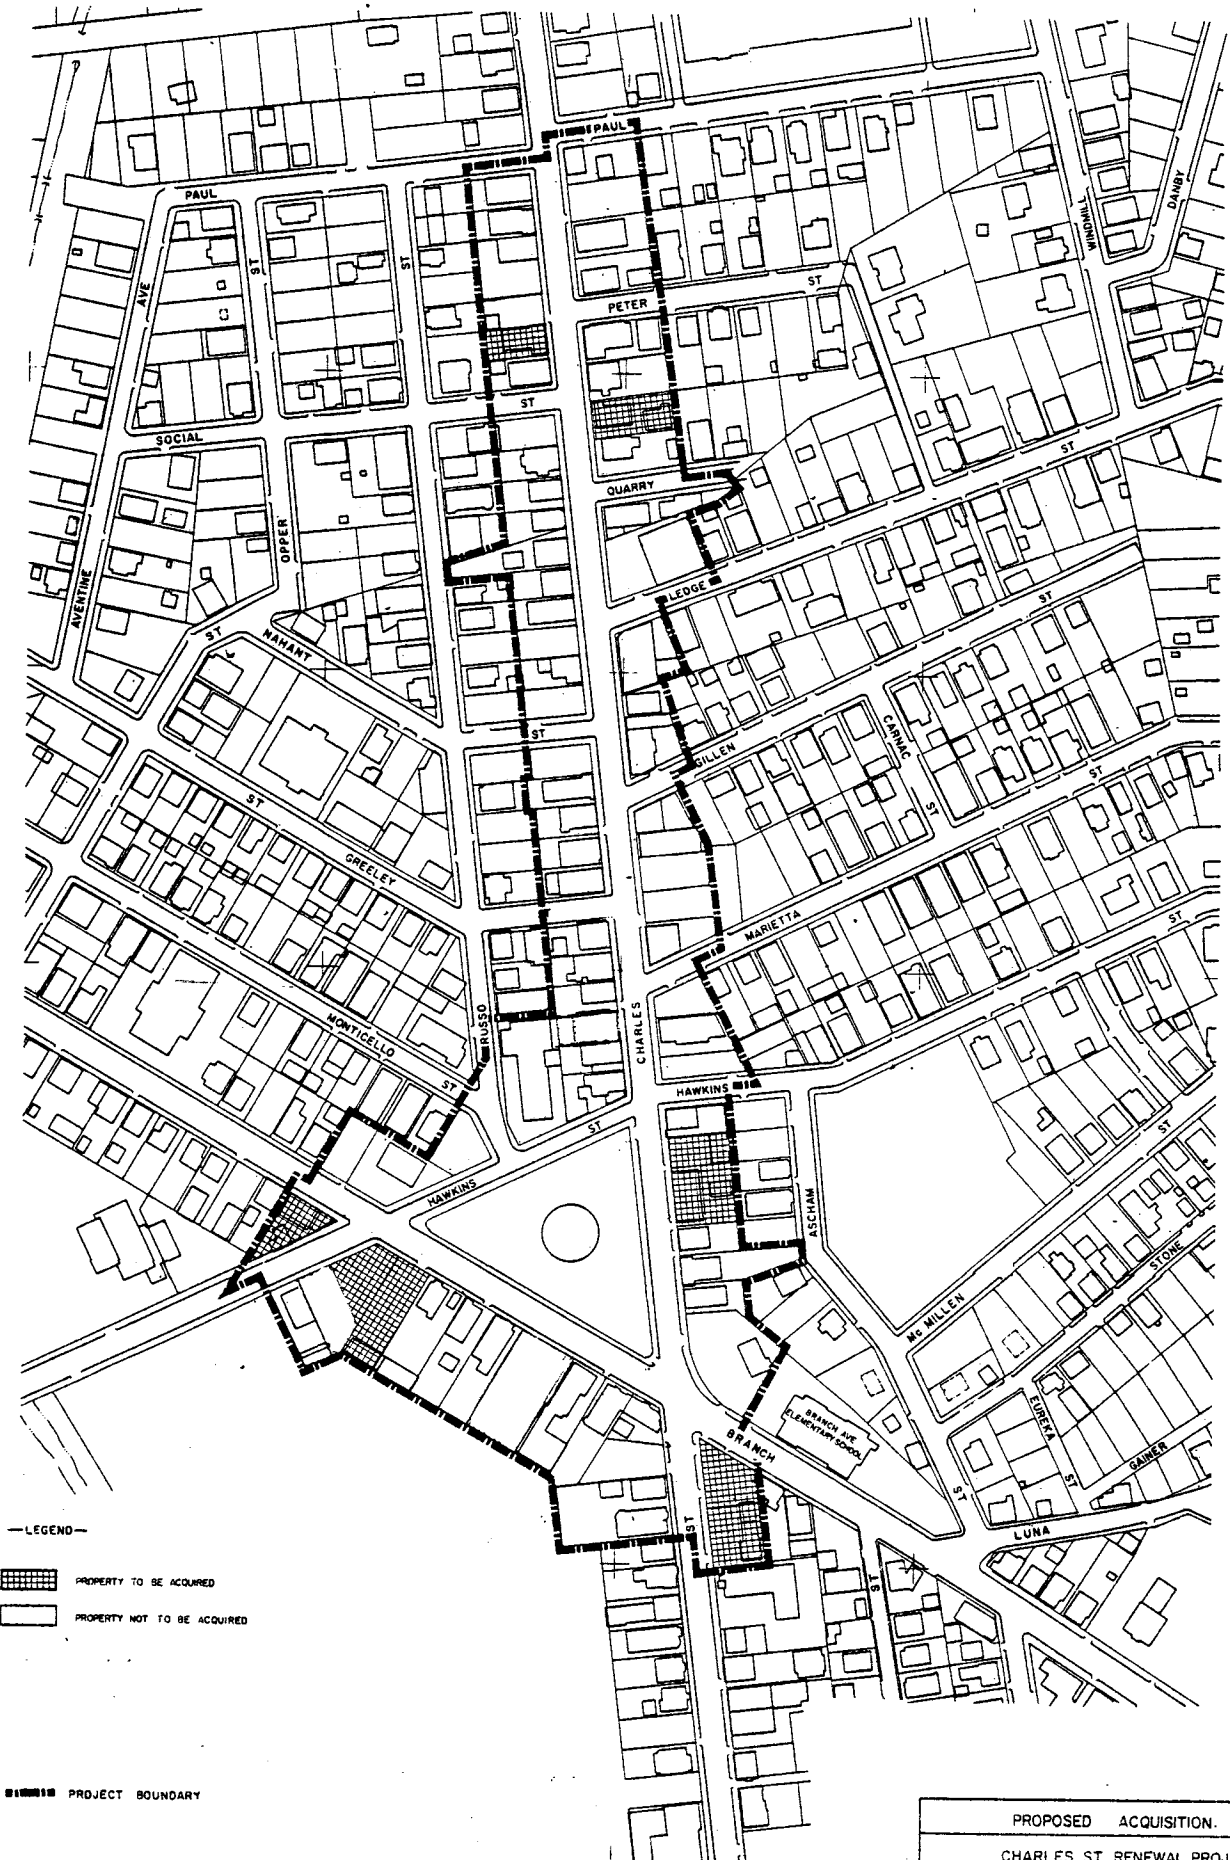 PAUL
PAUL
ST
ST
AVE
WINDMILL
DANBY
PETER
ST
ST
SOCIAL
ST
QUARRY
OPPER
AVENTINE
ST
NAHANT
LEDGE
ST
ST
GILLEN
CARNAC
ST
ST
ST
GREELEY
MARIETTA
ST
MONTICELLO
ST
RUSSO
CHARLES
HAWKINS
ST
HAWKINS
ASCHAM
ST
STONE
Mc MILLEN
BRANCH AVE
ELEMENTARY SCHOOL
BRANCH
EUREKA
ST
GAINER
ST
LUNA
ST
ST
—LEGEND—
PROPERTY TO BE ACQUIRED
PROPERTY NOT TO BE ACQUIRED
PROJECT BOUNDARY
PROPOSED ACQUISITION.
CHARLES ST. RENEWAL